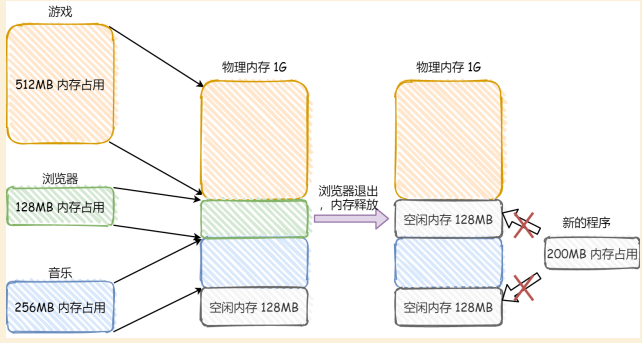 游戏
512MB 内存占用
浏览器
128MB 内存占用
音乐
256MB 内存占用
物理内存 1G
空闲内存 128MB
浏览器退出
，内存释放
物理内存 1G
空闲内存 128MB
空闲内存 128MB
新的程序
200MB 内存占用